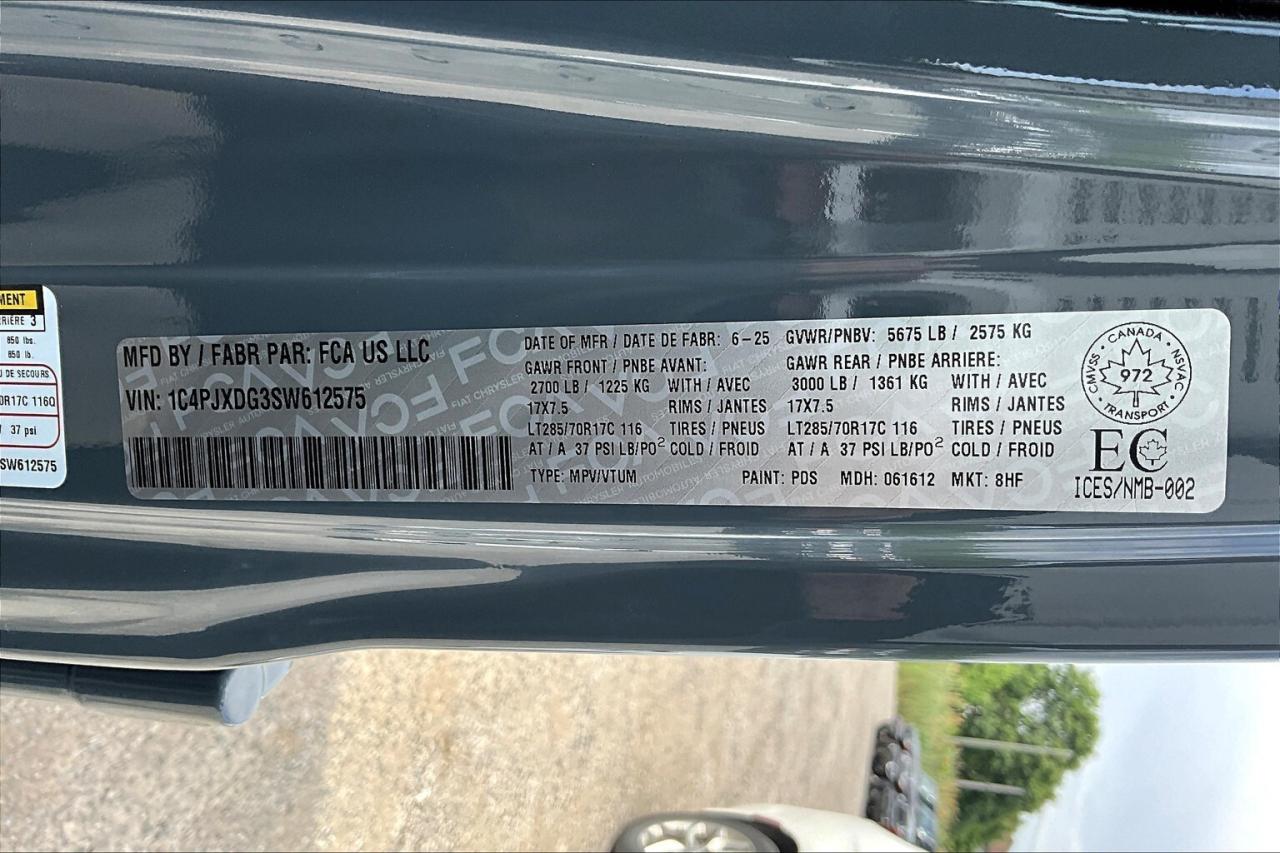 MENT
RIÈRE 3
850 lbs.
850 lb.
U DE SECOURS
0R17C 116Q
37 psi
SW612575
MFD BY / FABR PAR: FCA US LLC
VIN: 1C4PJXDG3SW612575
DATE OF MFR / DATE DE FABR: 6-25 GVWR/PNBV: 5675 LB / 2575 KG
GAWR FRONT / PNBE AVANT: GAWR REAR / PNBE ARRIERE:
2700 LB / 1225 KG WITH / AVEC 3000 LB / 1361 KG WITH / AVEC
17X7.5 RIMS / JANTES 17X7.5 RIMS / JANTES
LT285/70R17C 116 TIRES / PNEUS LT285/70R17C 116 TIRES / PNEUS
AT / A 37 PSI LB/PO² COLD / FROID AT / A 37 PSI LB/PO² COLD / FROID
TYPE: MPV/VTUM PAINT: PDS MDH: 061612 MKT: 8HF
CANADA
CMVSS NSVAC
972
TRANSPORT
EC
ICES/NMB-002